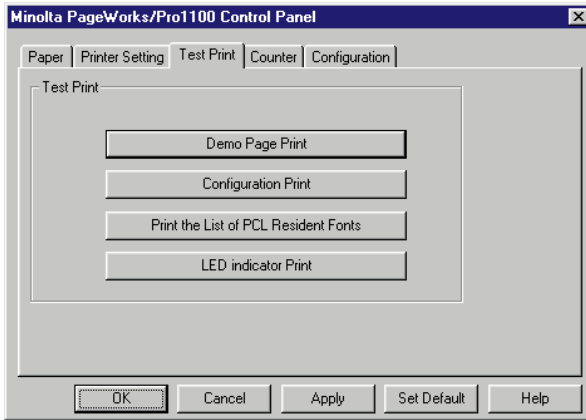 Minolta PageWorks/Pro1100 Control Panel
Paper Printer Setting Test Print Counter Configuration
Test Print
Demo Page Print
Configuration Print
Print the List of PCL Resident Fonts
LED indicator Print
OK Cancel Apply Set Default Help